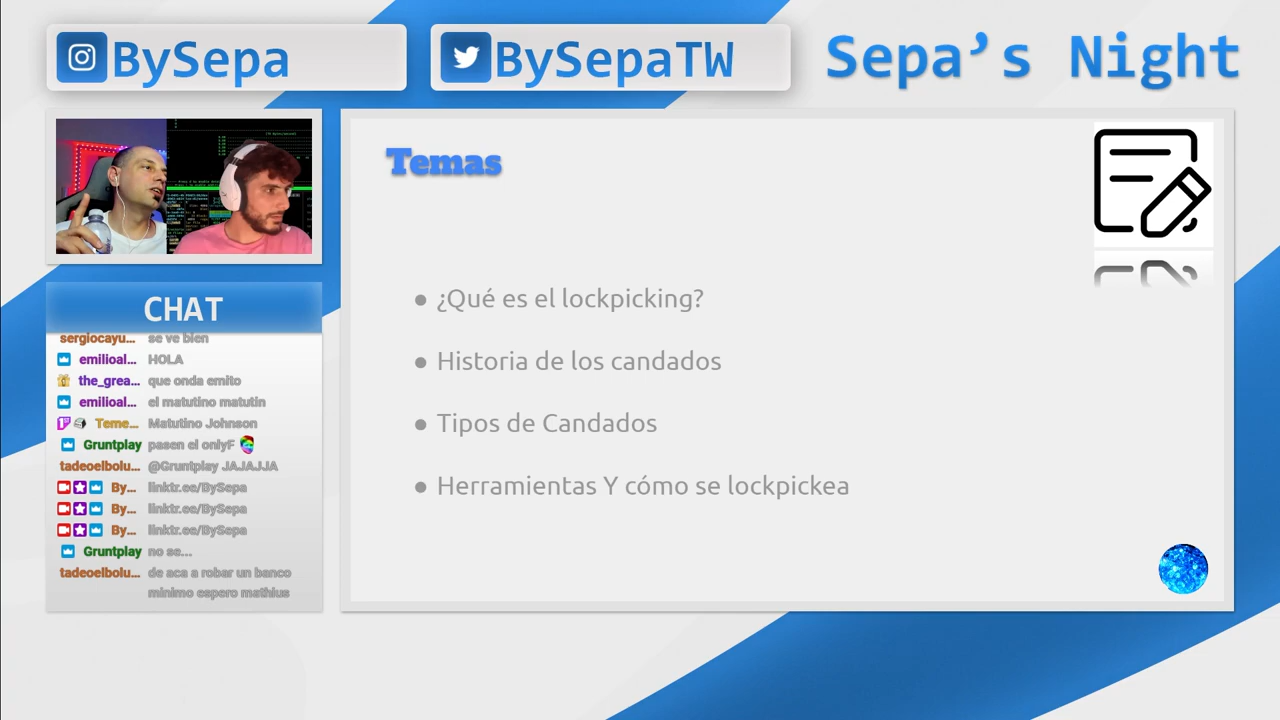 BySepa
BySepaTW
Sepa's Night
Temas
¿Qué es el lockpicking?
Historia de los candados
Tipos de Candados
Herramientas Y cómo se lockpickea
CHAT
sergiocayu... se ve bien
emilioal... HOLA
the_grea... que onda emito
emilioal... el matutino matutin
Teme... Matutino Johnson
Gruntplay pasen el onlyF
tadeoelbolu... @Gruntplay JAJAJJA
By... linktr.ee/BySepa
By... linktr.ee/BySepa
By... linktr.ee/BySepa
Gruntplay no se...
tadeoelbolu... de aca a robar un banco
minimo espero mathius